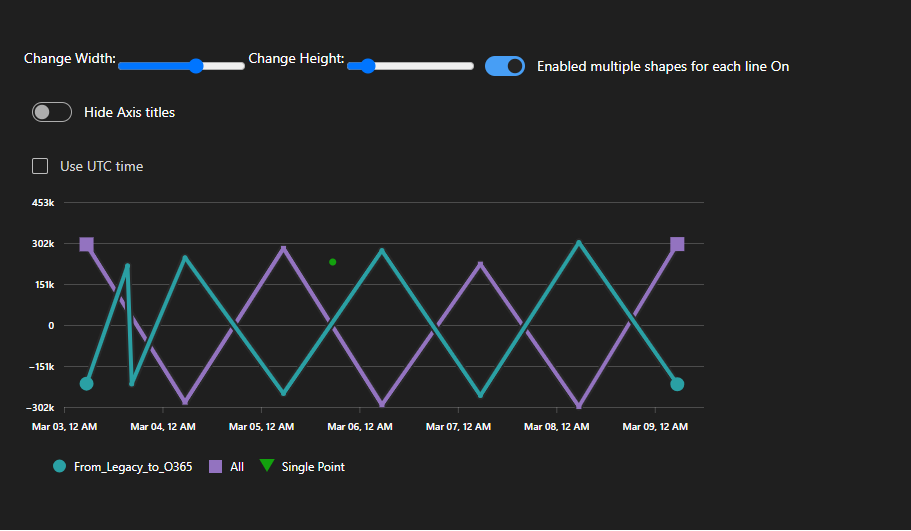 Change Width: Change Height: Enabled multiple shapes for each line On
Hide Axis titles
Use UTC time
453k
302k
151k
0
−151k
−302k
Mar 03, 12 AM Mar 04, 12 AM Mar 05, 12 AM Mar 06, 12 AM Mar 07, 12 AM Mar 08, 12 AM Mar 09, 12 AM
From_Legacy_to_O365 All Single Point